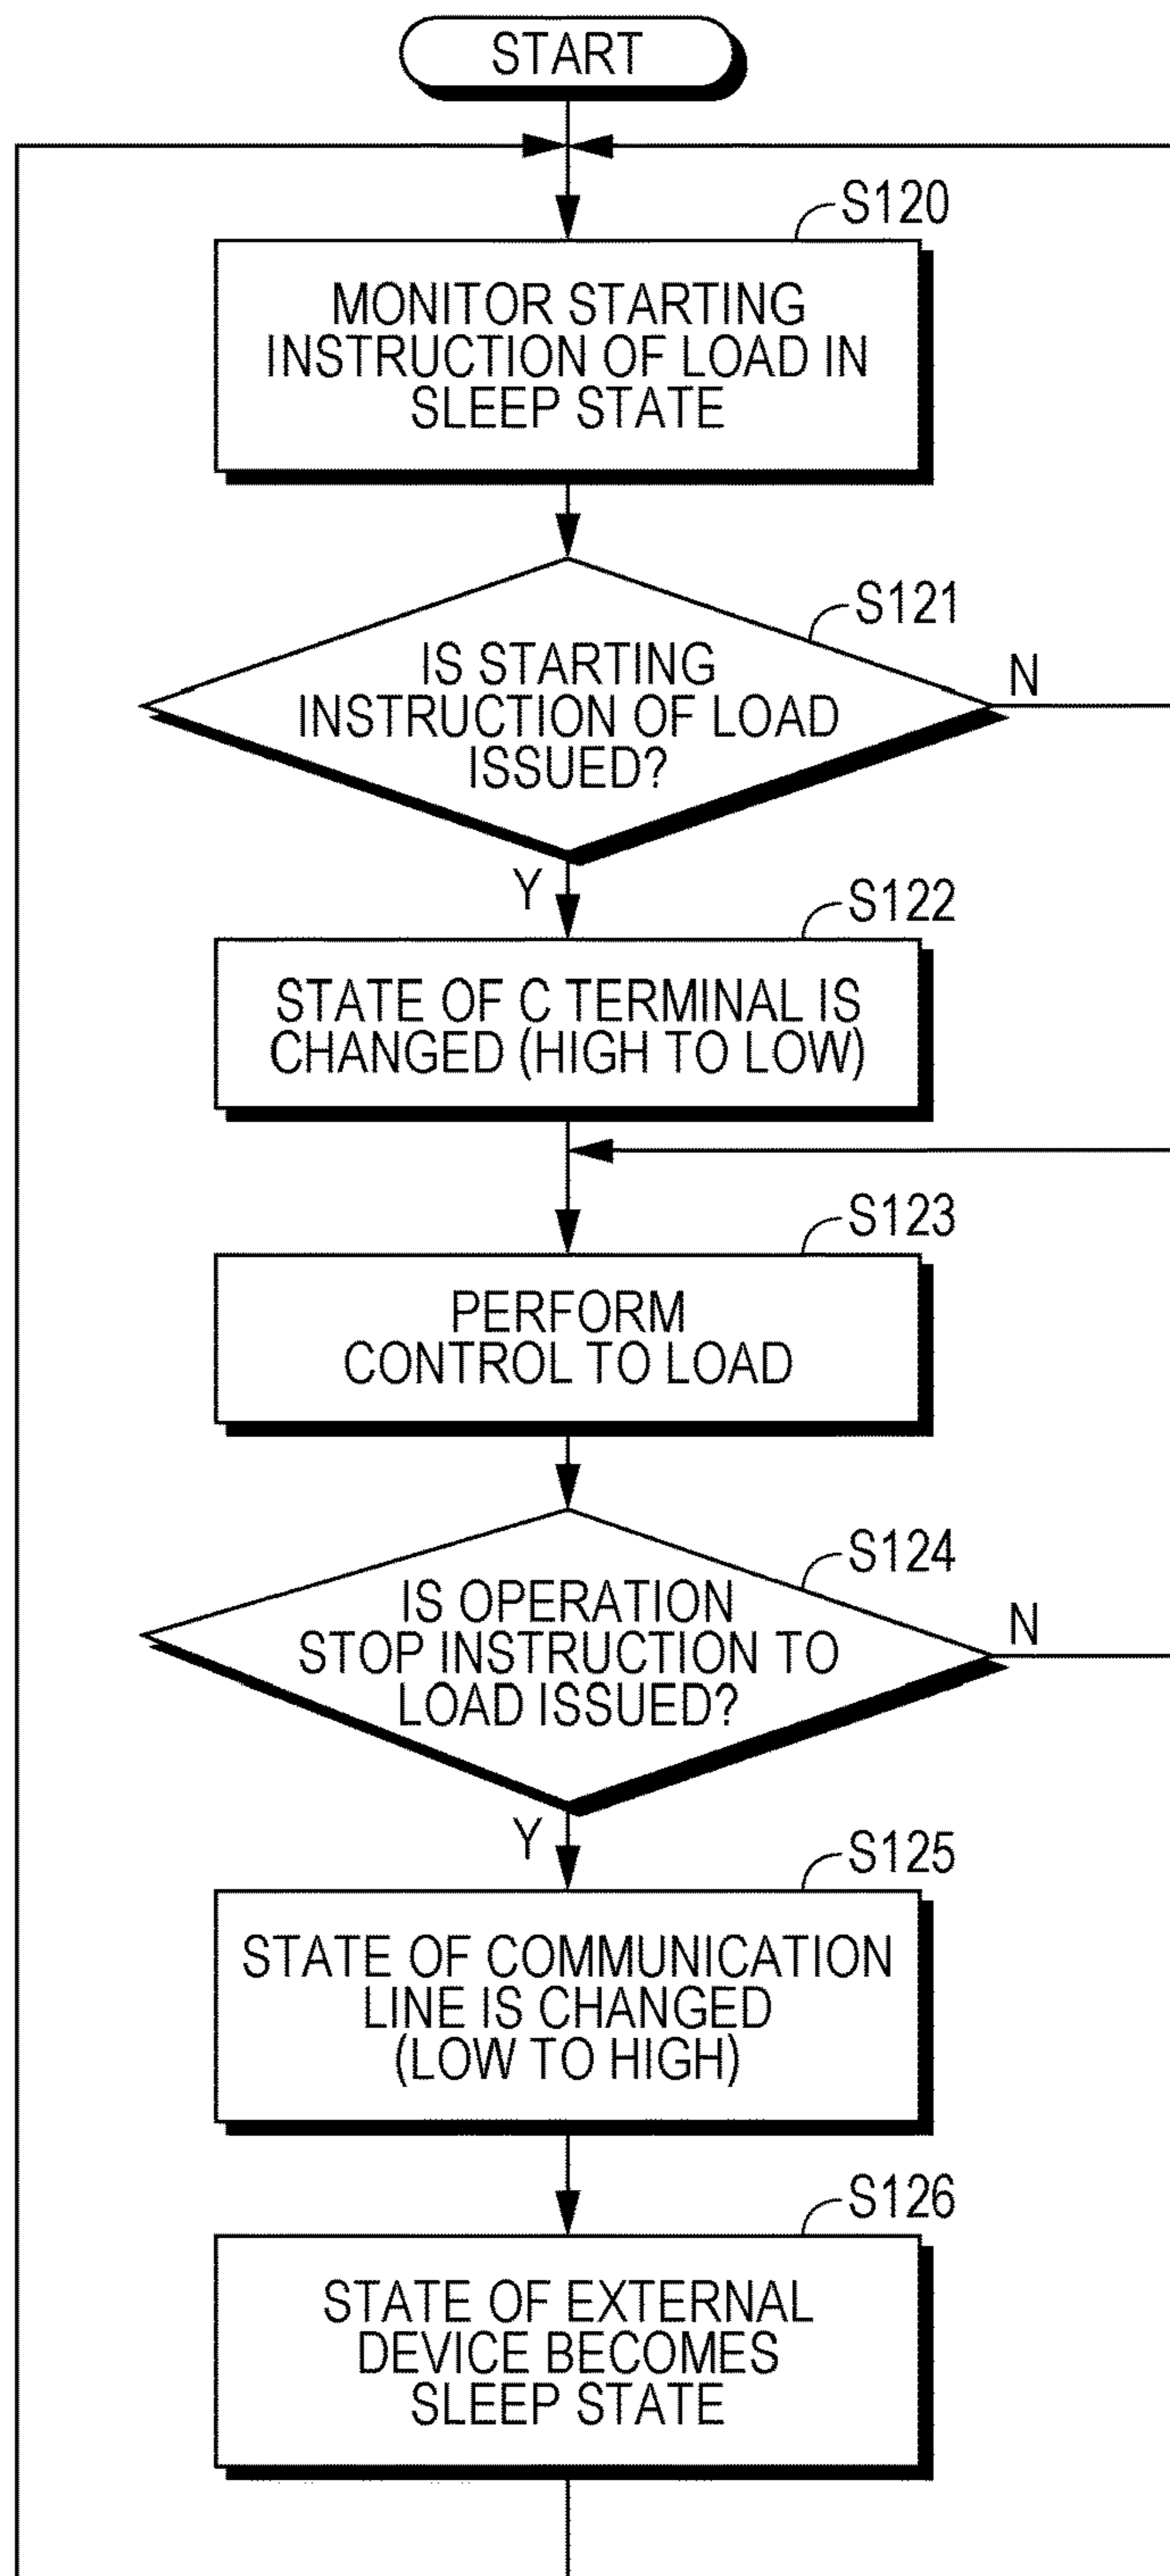 START
S120
MONITOR STARTING
INSTRUCTION OF LOAD IN
SLEEP STATE
S121
IS STARTING
INSTRUCTION OF LOAD
ISSUED?
N
Y
S122
STATE OF C TERMINAL IS
CHANGED (HIGH TO LOW)
S123
PERFORM
CONTROL TO LOAD
S124
IS OPERATION
STOP INSTRUCTION TO
LOAD ISSUED?
N
Y
S125
STATE OF COMMUNICATION
LINE IS CHANGED
(LOW TO HIGH)
S126
STATE OF EXTERNAL
DEVICE BECOMES
SLEEP STATE